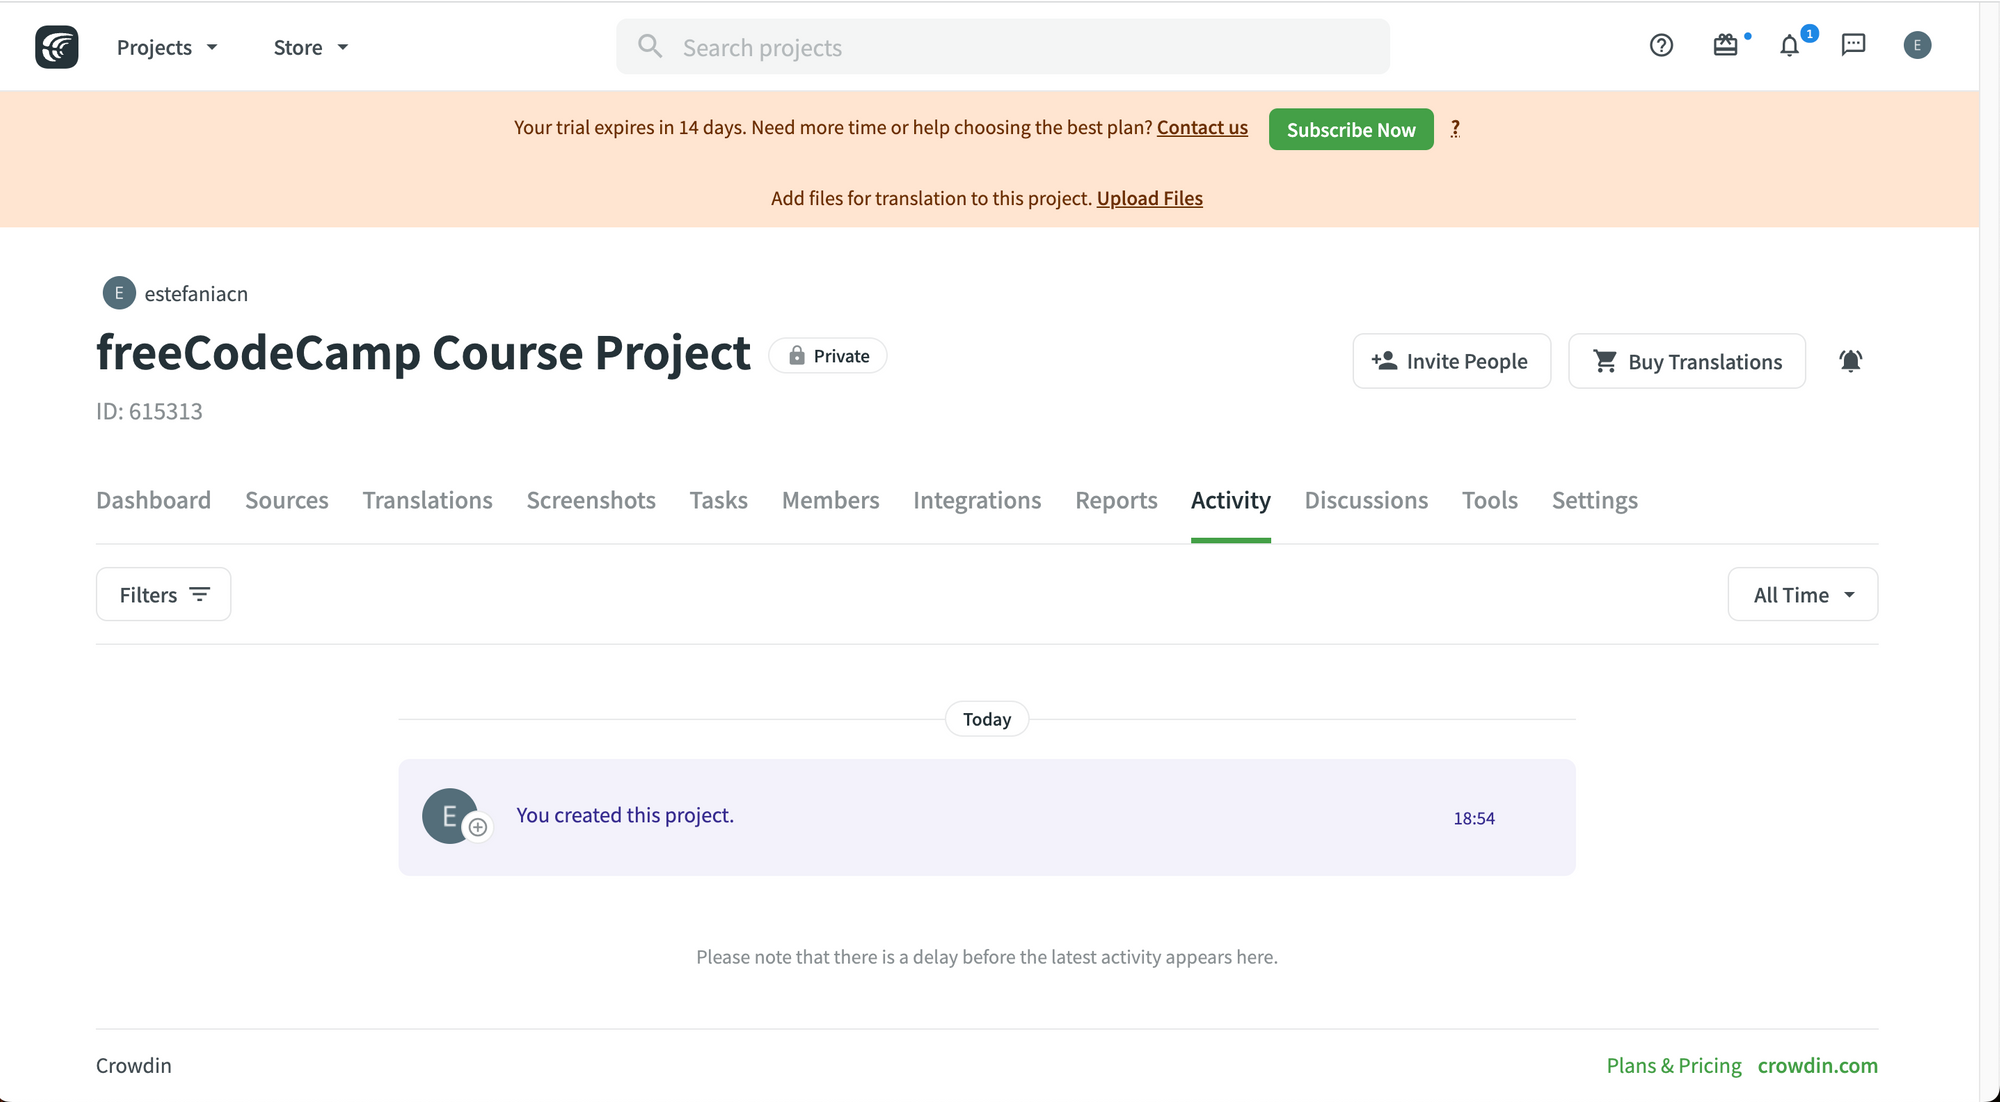 Projects Store Search projects 1 E
Your trial expires in 14 days. Need more time or help choosing the best plan? Contact us Subscribe Now ?
Add files for translation to this project. Upload Files
E estefaniacn
freeCodeCamp Course Project Private
Invite People Buy Translations
ID: 615313
Dashboard Sources Translations Screenshots Tasks Members Integrations Reports Activity Discussions Tools Settings
Filters All Time
Today
E You created this project. 18:54
Please note that there is a delay before the latest activity appears here.
Crowdin Plans & Pricing crowdin.com